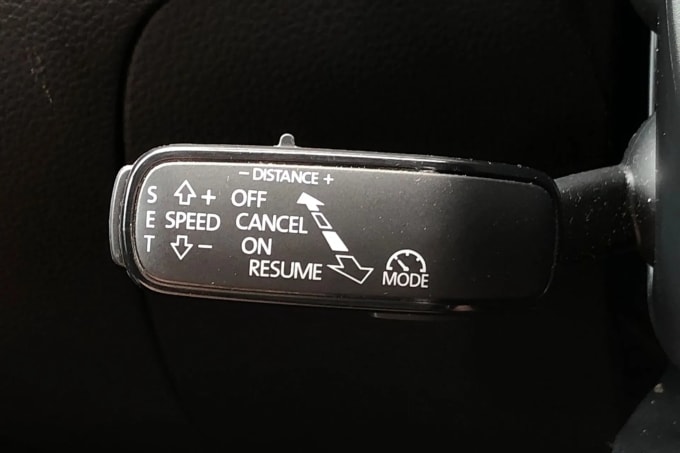 - DISTANCE +
S + OFF
E SPEED CANCEL
T - ON
RESUME
MODE